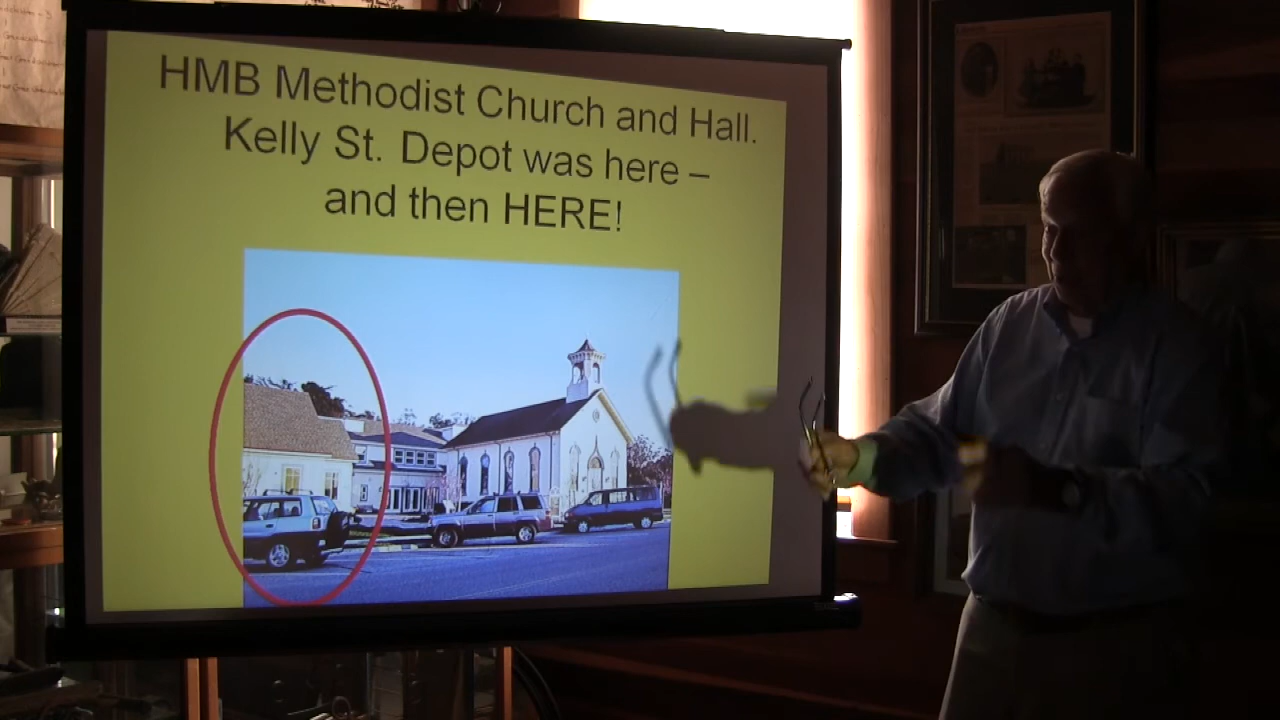 HMB Methodist Church and Hall.
Kelly St. Depot was here –
and then HERE!